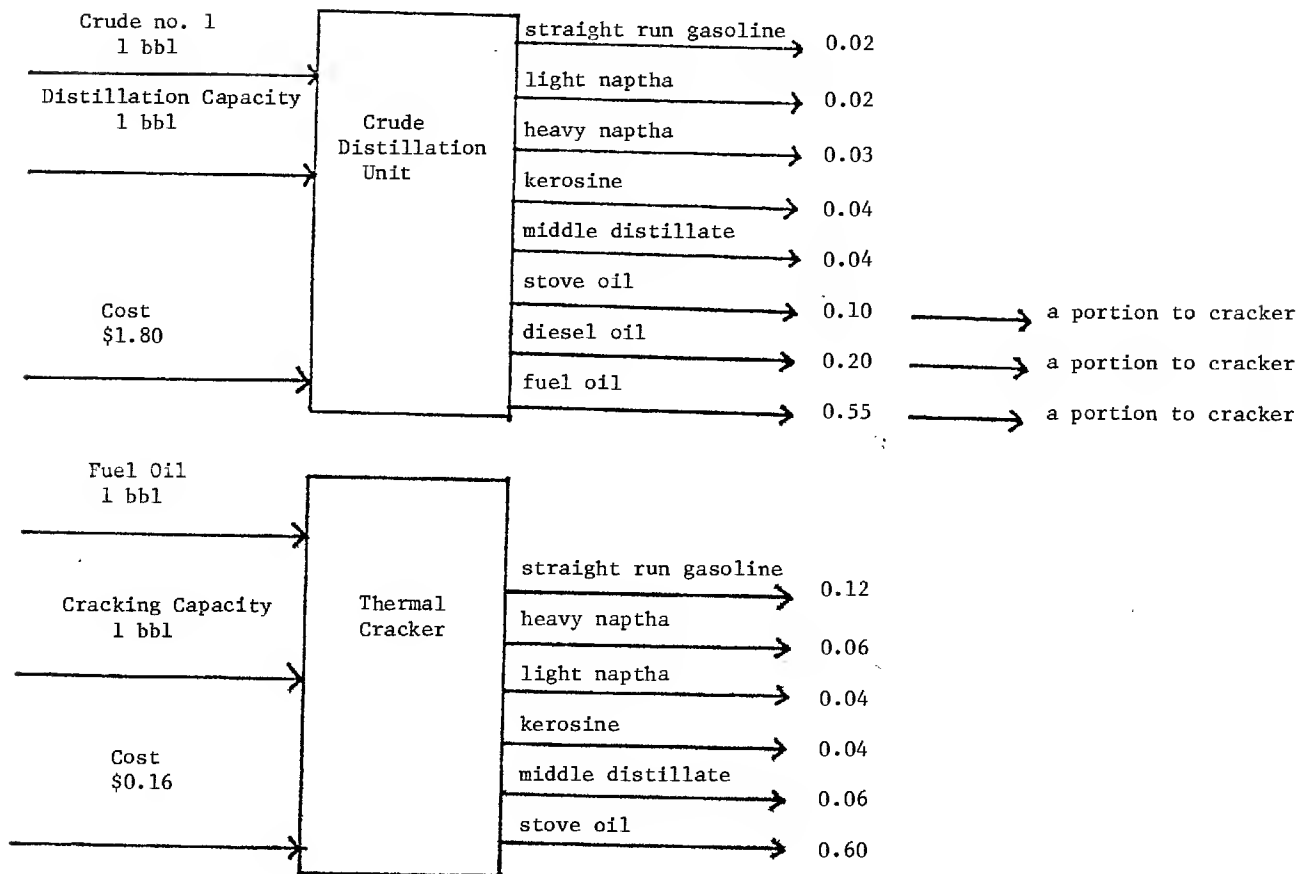 Crude no. 1
1 bbl
Distillation Capacity
1 bbl
Cost
$1.80
Crude
Distillation
Unit
straight run gasoline
0.02
light naptha
0.02
heavy naptha
0.03
kerosine
0.04
middle distillate
0.04
stove oil
0.10
a portion to cracker
diesel oil
0.20
a portion to cracker
fuel oil
0.55
a portion to cracker
Fuel Oil
1 bbl
Cracking Capacity
1 bbl
Cost
$0.16
Thermal
Cracker
straight run gasoline
0.12
heavy naptha
0.06
light naptha
0.04
kerosine
0.04
middle distillate
0.06
stove oil
0.60